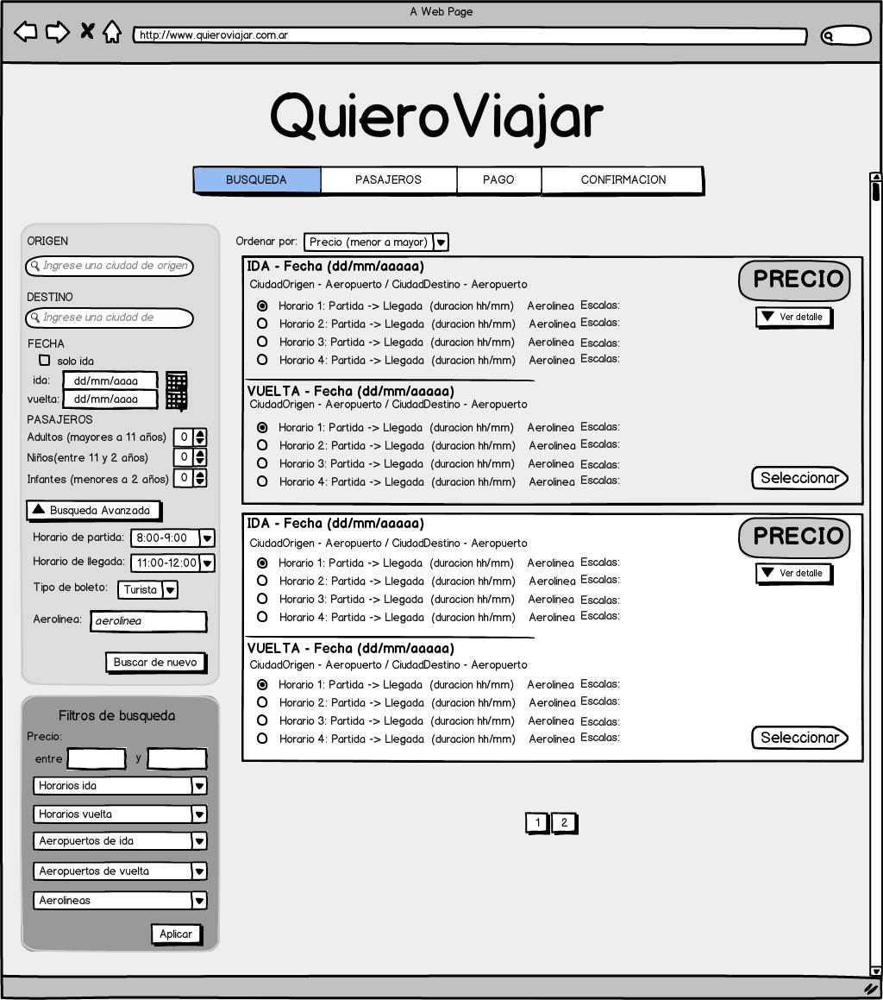 A Web Page
http://www.quieroviajar.com.ar
QuieroViajar
BUSQUEDA PASAJEROS PAGO CONFIRMACION
ORIGEN
Ingrese una ciudad de origen
DESTINO
Ingrese una ciudad de
FECHA
solo ida
ida: dd/mm/aaaa
vuelta: dd/mm/aaaa
PASAJEROS
Adultos (mayores a 11 años) 0
Niños(entre 11 y 2 años) 0
Infantes (menores a 2 años) 0
Busqueda Avanzada
Horario de partida: 8:00-9:00
Horario de llegada: 11:00-12:00
Tipo de boleto: Turista
Aerolinea: aerolinea
Buscar de nuevo
Filtros de busqueda
Precio:
entre y
Horarios ida
Horarios vuelta
Aeropuertos de ida
Aeropuertos de vuelta
Aerolineas
Aplicar
Ordenar por: Precio (menor a mayor)
IDA - Fecha (dd/mm/aaaaa)
PRECIO
CiudadOrigen - Aeropuerto / CiudadDestino - Aeropuerto
Horario 1: Partida -> Llegada (duracion hh/mm) Aerolinea Escalas:
Ver detalle
Horario 2: Partida -> Llegada (duracion hh/mm) Aerolinea Escalas:
Horario 3: Partida -> Llegada (duracion hh/mm) Aerolinea Escalas:
Horario 4: Partida -> Llegada (duracion hh/mm) Aerolinea Escalas:
VUELTA - Fecha (dd/mm/aaaaa)
CiudadOrigen - Aeropuerto / CiudadDestino - Aeropuerto
Horario 1: Partida -> Llegada (duracion hh/mm) Aerolinea Escalas:
Horario 2: Partida -> Llegada (duracion hh/mm) Aerolinea Escalas:
Horario 3: Partida -> Llegada (duracion hh/mm) Aerolinea Escalas:
Horario 4: Partida -> Llegada (duracion hh/mm) Aerolinea Escalas:
Seleccionar
IDA - Fecha (dd/mm/aaaaa)
PRECIO
CiudadOrigen - Aeropuerto / CiudadDestino - Aeropuerto
Horario 1: Partida -> Llegada (duracion hh/mm) Aerolinea Escalas:
Ver detalle
Horario 2: Partida -> Llegada (duracion hh/mm) Aerolinea Escalas:
Horario 3: Partida -> Llegada (duracion hh/mm) Aerolinea Escalas:
Horario 4: Partida -> Llegada (duracion hh/mm) Aerolinea Escalas:
VUELTA - Fecha (dd/mm/aaaaa)
CiudadOrigen - Aeropuerto / CiudadDestino - Aeropuerto
Horario 1: Partida -> Llegada (duracion hh/mm) Aerolinea Escalas:
Horario 2: Partida -> Llegada (duracion hh/mm) Aerolinea Escalas:
Horario 3: Partida -> Llegada (duracion hh/mm) Aerolinea Escalas:
Horario 4: Partida -> Llegada (duracion hh/mm) Aerolinea Escalas:
Seleccionar
1 2